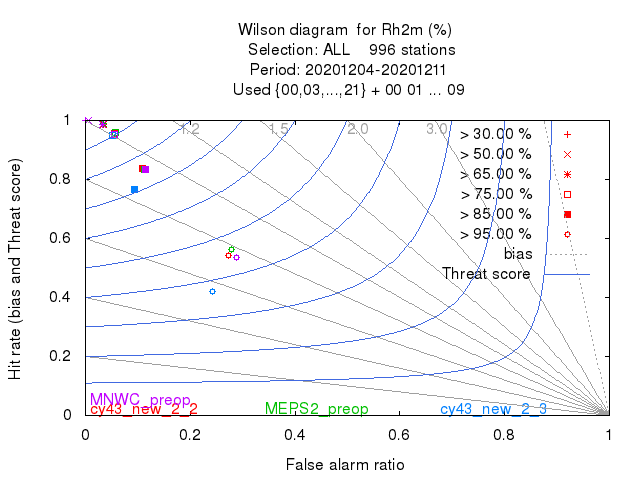 Wilson diagram  for Rh2m (%)
Selection: ALL    996 stations
Period: 20201204-20201211
Used {00,03,...,21} + 00 01 ... 09
Hit rate (bias and Threat score)
1
0.8
0.6
0.4
0.2
0
1.2
1.5
2.0
3.0
> 30.00 %
> 50.00 %
> 65.00 %
> 75.00 %
> 85.00 %
> 95.00 %
bias
Threat score
MNWC_preop
cy43_new_2_2
MEPS2_preop
cy43_new_2_3
0
0.2
0.4
0.6
0.8
1
False alarm ratio